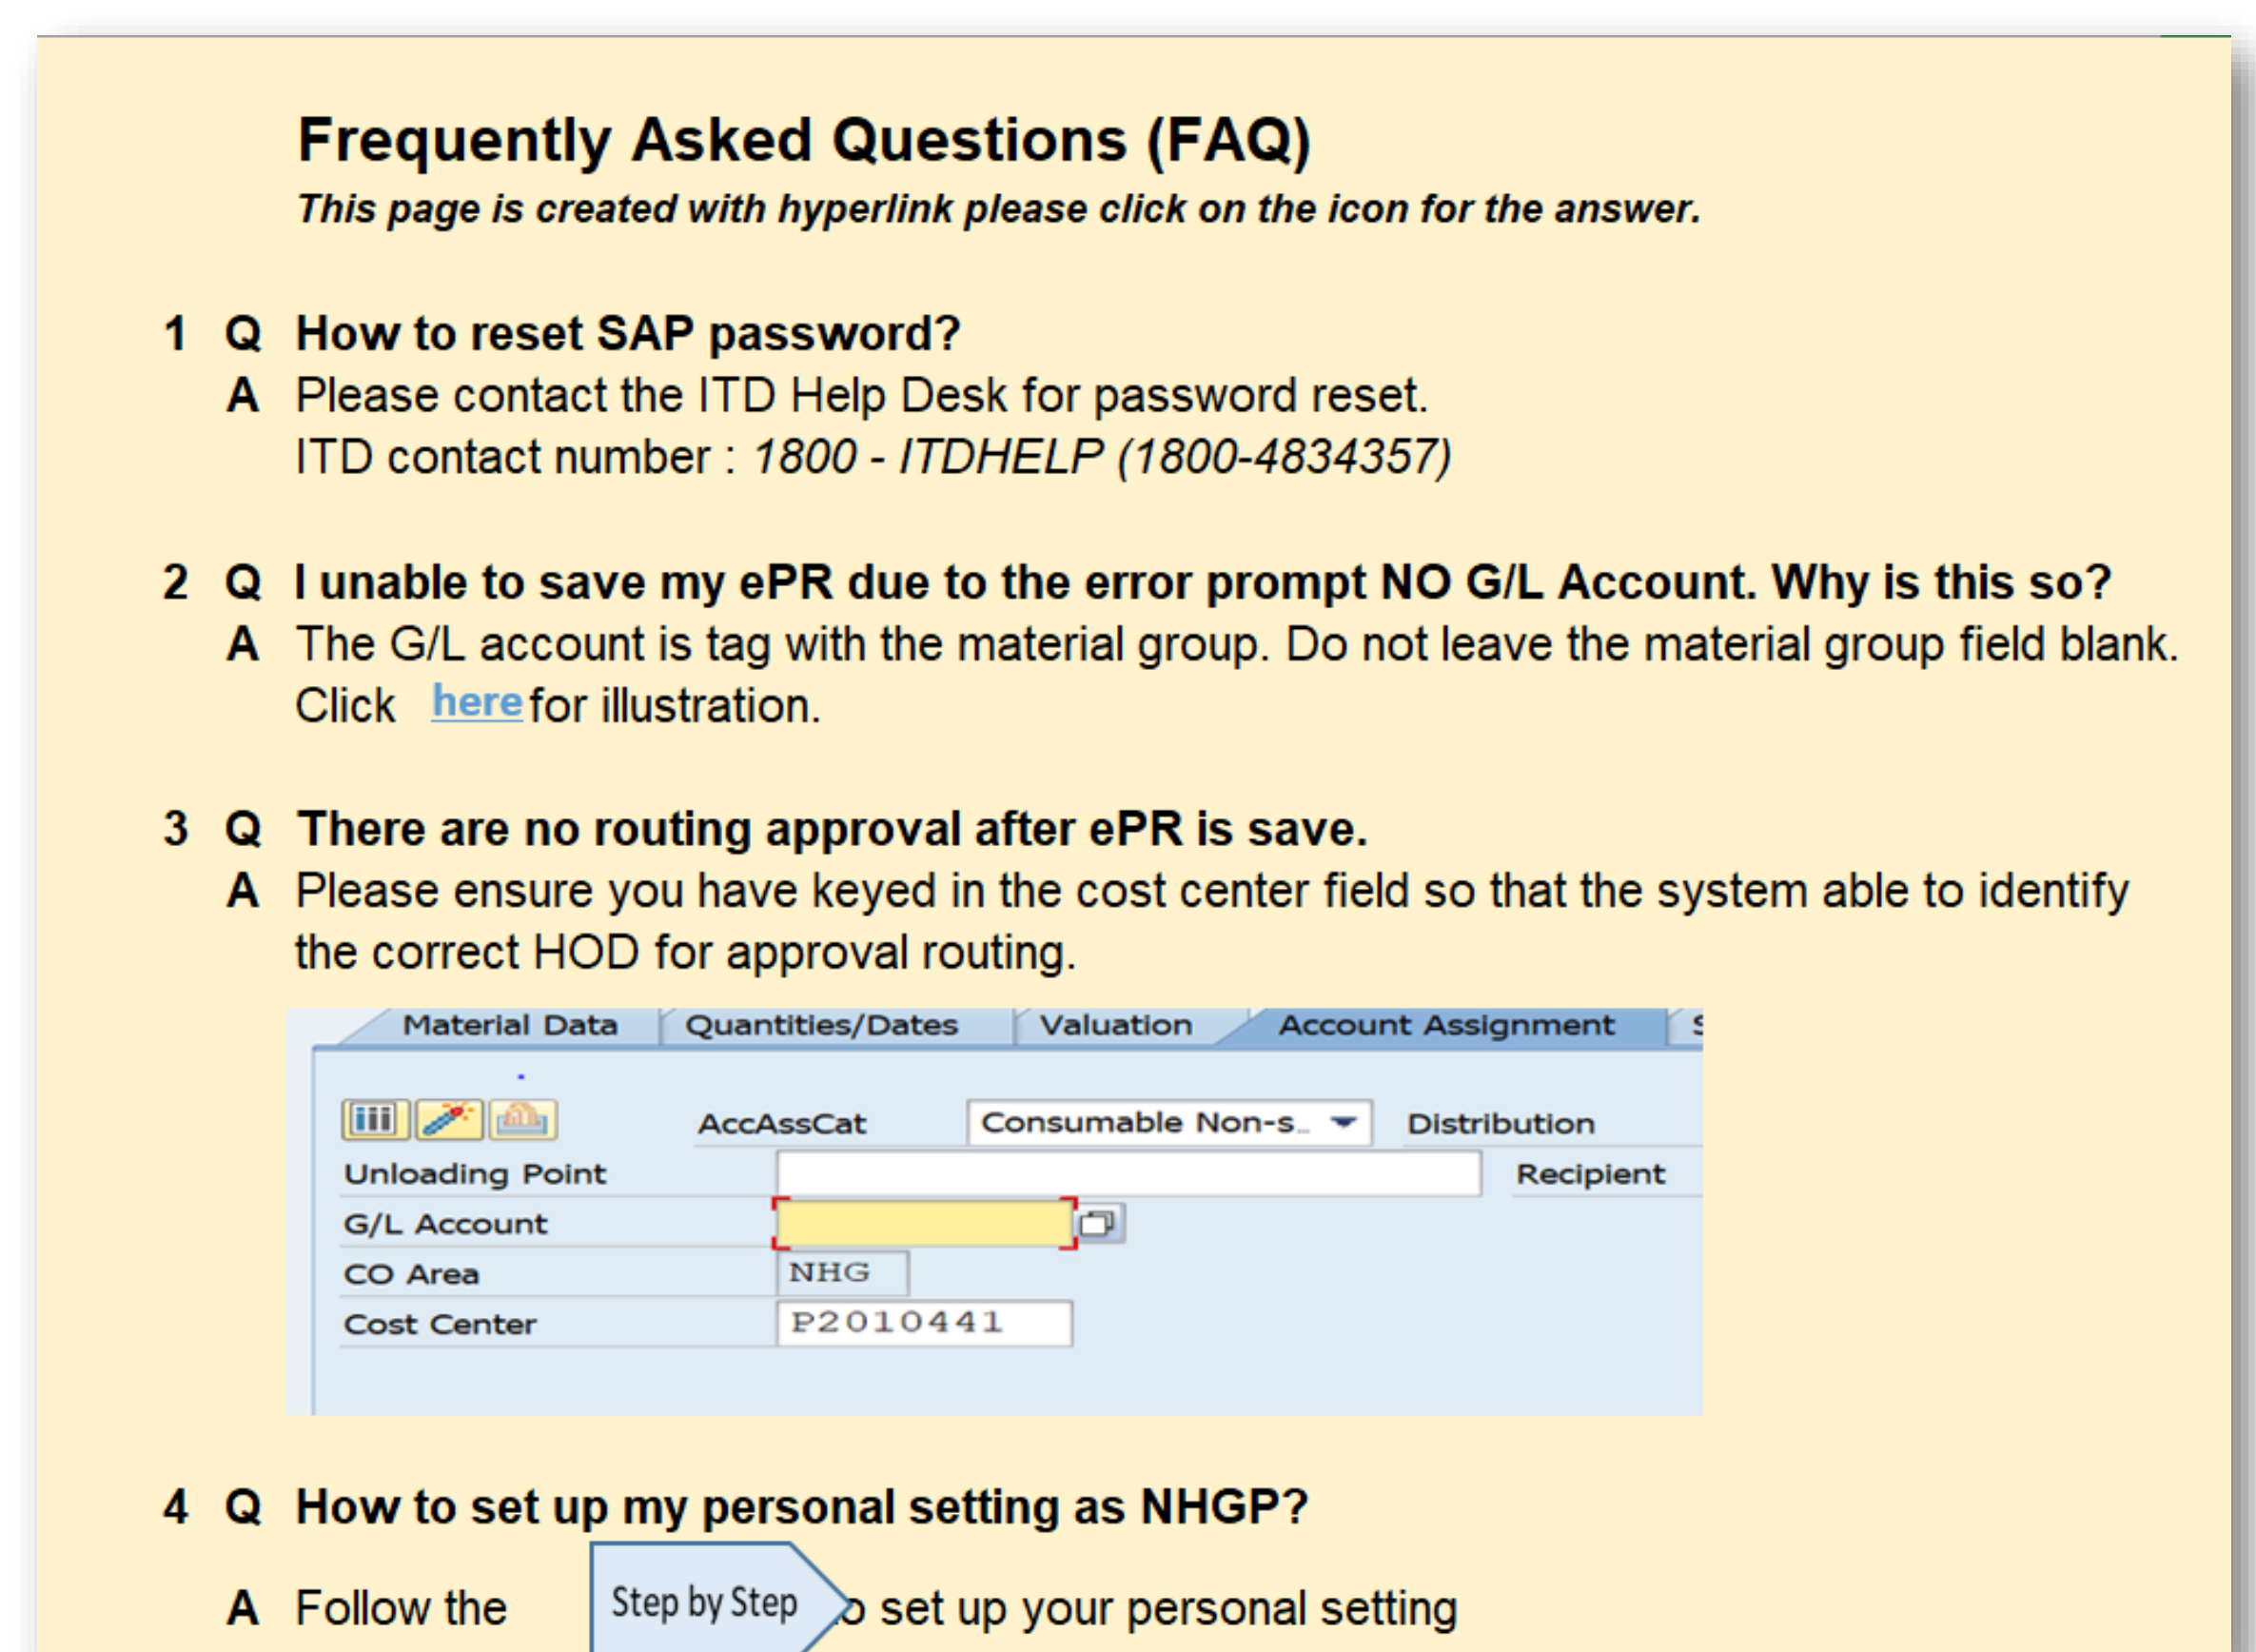 Frequently Asked Questions (FAQ)
This page is created with hyperlink please click on the icon for the answer.
1 Q How to reset SAP password?
A Please contact the ITD Help Desk for password reset.
ITD contact number : 1800 - ITDHELP (1800-4834357)
2 Q I unable to save my ePR due to the error prompt NO G/L Account. Why is this so?
A The G/L account is tag with the material group. Do not leave the material group field blank.
Click here for illustration.
3 Q There are no routing approval after ePR is save.
A Please ensure you have keyed in the cost center field so that the system able to identify
the correct HOD for approval routing.
Material Data Quantities/Dates Valuation Account Assignment
AccAssCat Consumable Non-s… Distribution
Unloading Point Recipient
G/L Account
CO Area NHG
Cost Center P2010441
4 Q How to set up my personal setting as NHGP?
A Follow the Step by Step set up your personal setting